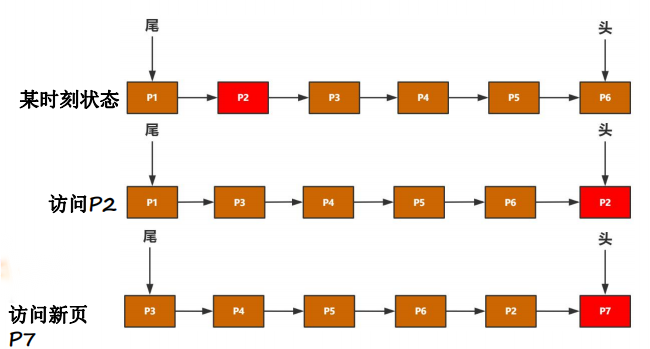 尾 头
某时刻状态 P1 P2 P3 P4 P5 P6
尾 头
访问P2 P1 P3 P4 P5 P6 P2
尾 头
访问新页 P3 P4 P5 P6 P2 P7
P7